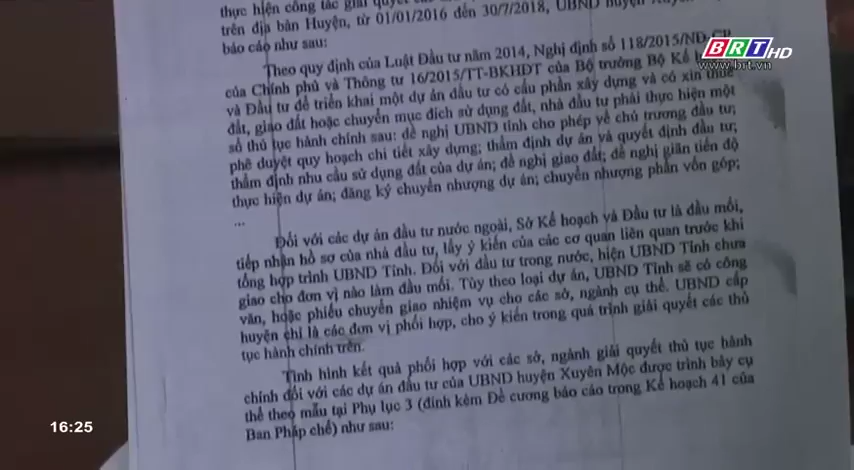 thực hiện công tác giải quyết các
trên địa bàn Huyện, từ 01/01/2016 đến 30/7/2018, UBND huyện Xuyên
báo cáo như sau:
Theo quy định của Luật Đầu tư năm 2014, Nghị định số 118/2015/NĐ-CP
của Chính phủ và Thông tư 16/2015/TT-BKHĐT của Bộ trưởng Bộ Kế hoạch
và Đầu tư để triển khai một dự án đầu tư có cấu phần xây dựng và có xin thuê
đất, giao đất hoặc chuyển mục đích sử dụng đất, nhà đầu tư phải thực hiện một
số thủ tục hành chính sau: đề nghị UBND tỉnh cho phép về chủ trương đầu tư;
phê duyệt quy hoạch chi tiết xây dựng; thẩm định dự án và quyết định đầu tư;
thẩm định nhu cầu sử dụng đất của dự án; đề nghị giao đất; đề nghị giãn tiến độ
thực hiện dự án; đăng ký chuyển nhượng dự án; chuyển nhượng phần vốn góp;
...
Đối với các dự án đầu tư nước ngoài, Sở Kế hoạch và Đầu tư là đầu mối,
tiếp nhận hồ sơ của nhà đầu tư, lấy ý kiến của các cơ quan liên quan trước khi
tổng hợp trình UBND Tỉnh. Đối với đầu tư trong nước, hiện UBND Tỉnh chưa
giao cho đơn vị nào làm đầu mối. Tùy theo loại dự án, UBND Tỉnh sẽ có công
văn, hoặc phiếu chuyển giao nhiệm vụ cho các sở, ngành cụ thể. UBND cấp
huyện chỉ là các đơn vị phối hợp, cho ý kiến trong quá trình giải quyết các thủ
tục hành chính trên.
Tình hình kết quả phối hợp với các sở, ngành giải quyết thủ tục hành
chính đối với các dự án đầu tư của UBND huyện Xuyên Mộc được trình bày cụ
thể theo mẫu tại Phụ lục 3 (đính kèm Đề cương báo cáo trong Kế hoạch 41 của
Ban Pháp chế) như sau:
BRT HD
www.brt.vn
16:25